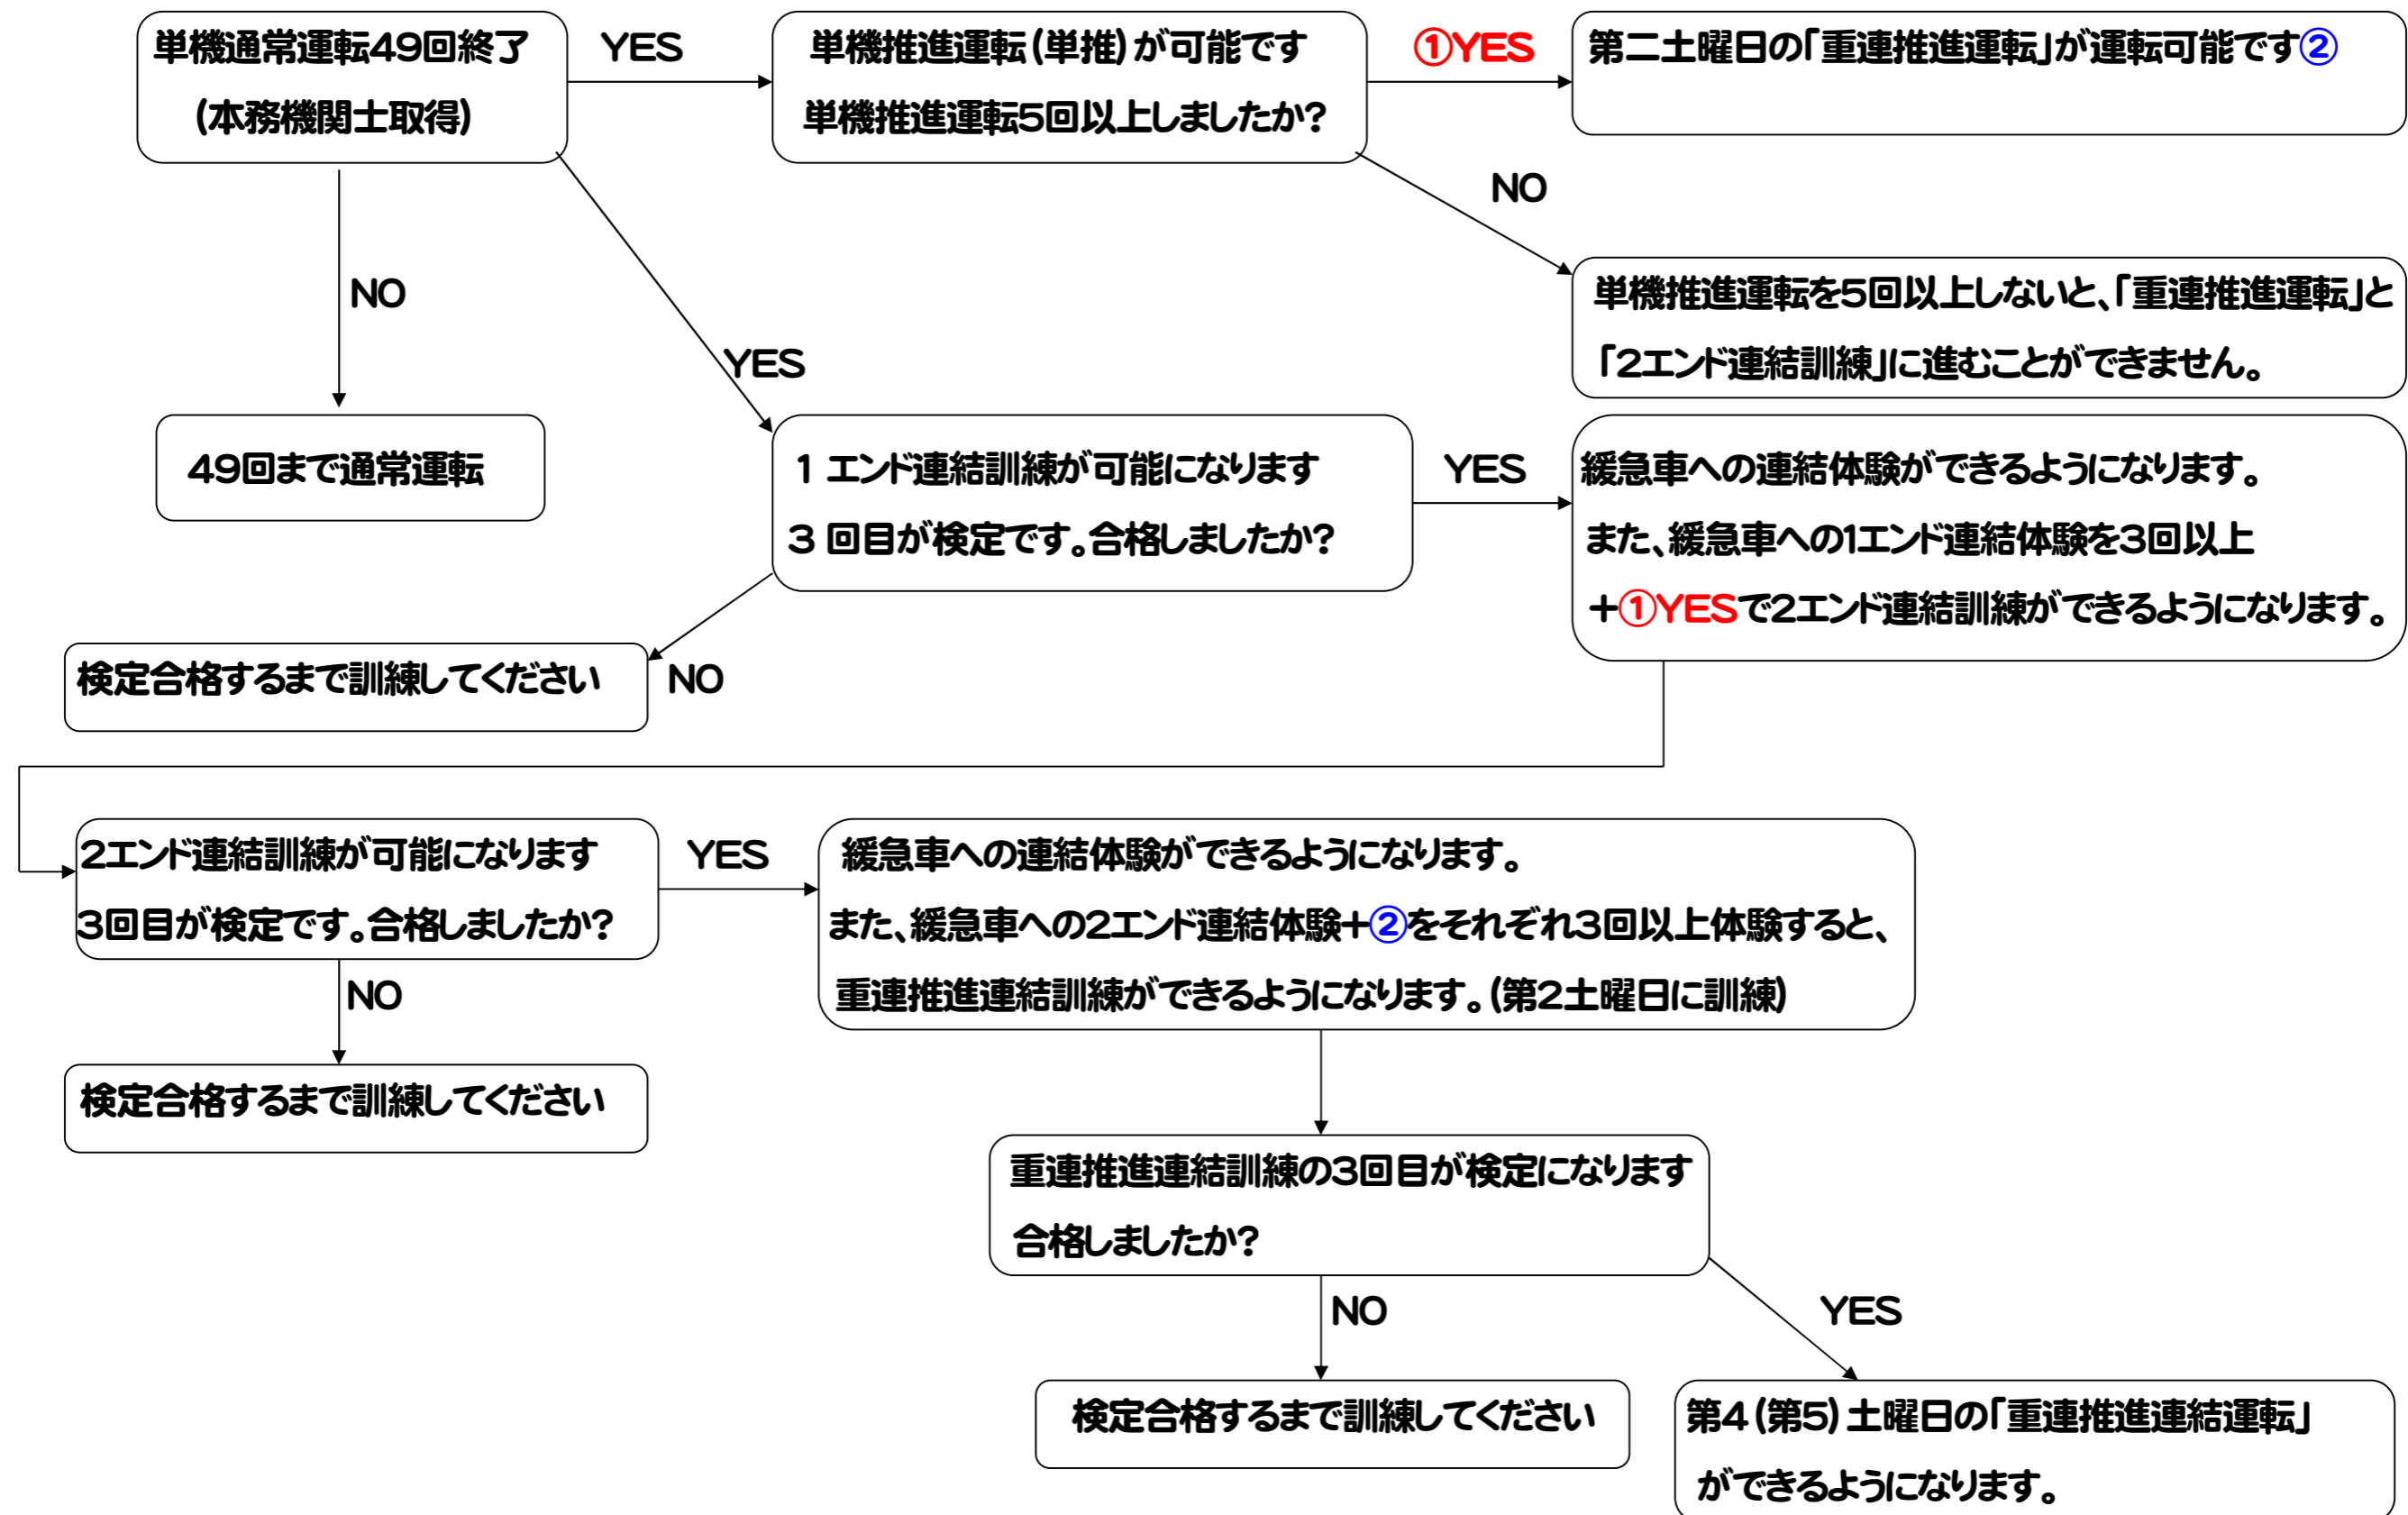 単機通常運転49回終了
(本務機関士取得)
YES
単機推進運転(単推)が可能です
単機推進運転5回以上しましたか?
①YES
第二土曜日の「重連推進運転」が運転可能です②
NO
単機推進運転を5回以上しないと、「重連推進運転」と
「2エンド連結訓練」に進むことができません。
NO
YES
49回まで通常運転
1 エンド連結訓練が可能になります
3 回目が検定です。合格しましたか?
YES
緩急車への連結体験ができるようになります。
また、緩急車への1エンド連結体験を3回以上
+①YESで2エンド連結訓練ができるようになります。
NO
検定合格するまで訓練してください
2エンド連結訓練が可能になります
3回目が検定です。合格しましたか?
YES
緩急車への連結体験ができるようになります。
また、緩急車への2エンド連結体験+②をそれぞれ3回以上体験すると、
重連推進連結訓練ができるようになります。(第2土曜日に訓練)
NO
検定合格するまで訓練してください
重連推進連結訓練の3回目が検定になります
合格しましたか?
NO
YES
検定合格するまで訓練してください
第4(第5)土曜日の「重連推進連結運転」
ができるようになります。